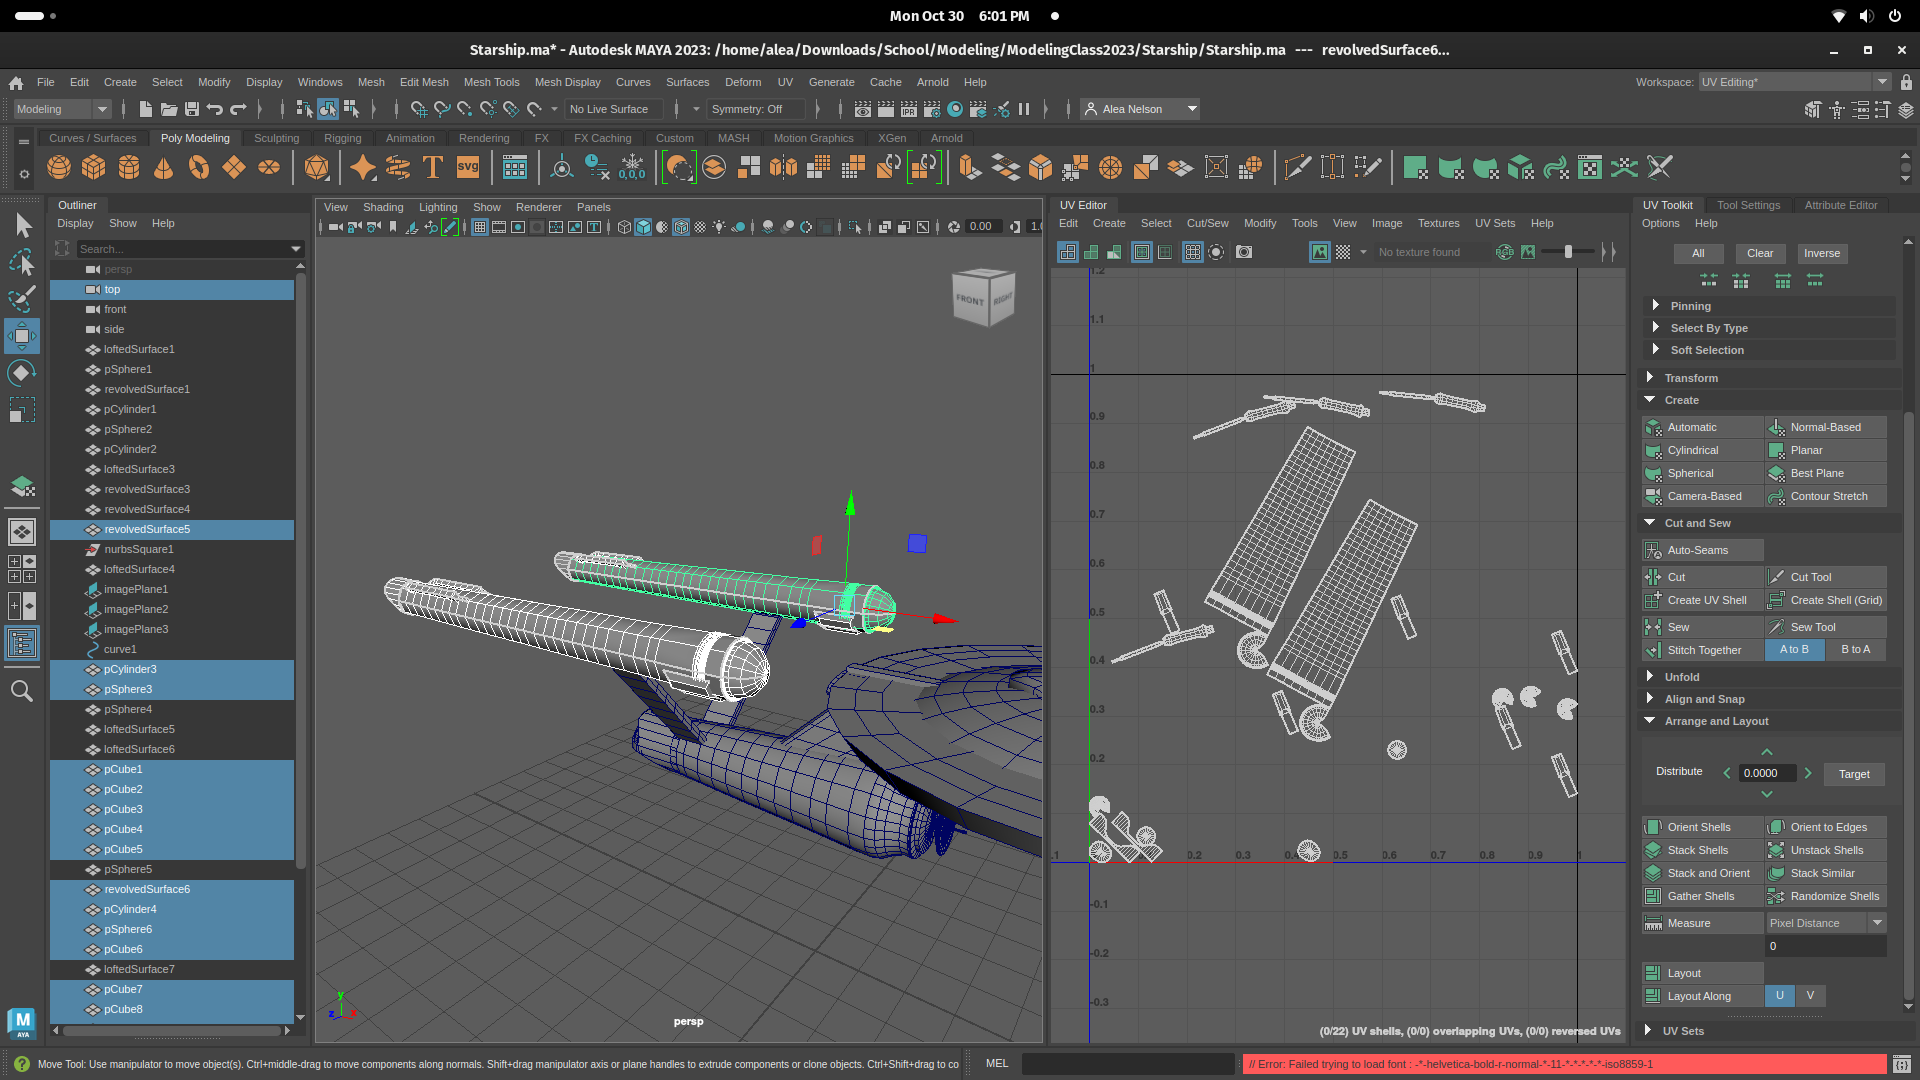 Mon Oct 30 6:01 PM
Starship.ma* - Autodesk MAYA 2023: /home/alea/Downloads/School/Modeling/ModelingClass2023/Starship/Starship.ma --- revolvedSurface6...
File Edit Create Select Modify Display Windows Mesh Edit Mesh Mesh Tools Mesh Display Curves Surfaces Deform UV Generate Cache Arnold Help
Workspace: UV Editing*
Modeling No Live Surface Symmetry: Off IPR Alea Nelson
Curves / Surfaces Poly Modeling Sculpting Rigging Animation Rendering FX FX Caching Custom MASH Motion Graphics XGen Arnold
T svg 0,0,0
Outliner
Display Show Help
Search...
persp
top
front
side
loftedSurface1
pSphere1
revolvedSurface1
pCylinder1
pSphere2
pCylinder2
loftedSurface3
revolvedSurface3
revolvedSurface4
revolvedSurface5
nurbsSquare1
loftedSurface4
imagePlane1
imagePlane2
imagePlane3
curve1
pCylinder3
pSphere3
pSphere4
loftedSurface5
loftedSurface6
pCube1
pCube2
pCube3
pCube4
pCube5
pSphere5
revolvedSurface6
pCylinder4
pSphere6
pCube6
loftedSurface7
pCube7
pCube8
M
AYA
View Shading Lighting Show Renderer Panels
0.00 1.0
FRONT RIGHT
y
z x
persp
UV Editor
Edit Create Select Cut/Sew Modify Tools View Image Textures UV Sets Help
No texture found
RGB
1.2
1.1
1
0.9
0.8
0.7
0.6
0.5
0.4
0.3
0.2
.1 0.2 0.3 0.4 0.5 0.6 0.7 0.8 0.9 1
-0.1
-0.2
-0.3
(0/22) UV shells, (0/0) overlapping UVs, (0/0) reversed UVs
UV Toolkit Tool Settings Attribute Editor
Options Help
All Clear Inverse
Pinning
Select By Type
Soft Selection
Transform
Create
Automatic Normal-Based
Cylindrical Planar
Spherical Best Plane
Camera-Based Contour Stretch
Cut and Sew
Auto-Seams
Cut Cut Tool
Create UV Shell Create Shell (Grid)
Sew Sew Tool
Stitch Together A to B B to A
Unfold
Align and Snap
Arrange and Layout
Distribute 0.0000 Target
Orient Shells Orient to Edges
Stack Shells Unstack Shells
Stack and Orient Stack Similar
Gather Shells Randomize Shells
Measure Pixel Distance
0
Layout
Layout Along U V
UV Sets
? Move Tool: Use manipulator to move object(s). Ctrl+middle-drag to move components along normals. Shift+drag manipulator axis or plane handles to extrude components or clone objects. Ctrl+Shift+drag to co
MEL
// Error: Failed trying to load font : -*-helvetica-bold-r-normal-*-11-*-*-*-*-*-iso8859-1